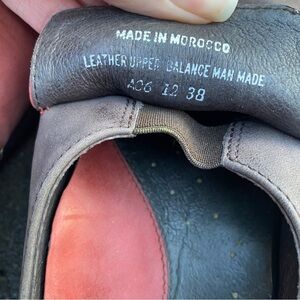 MADE IN MOROCCO
LEATHER UPPER BALANCE MAN MADE
A06 12 38